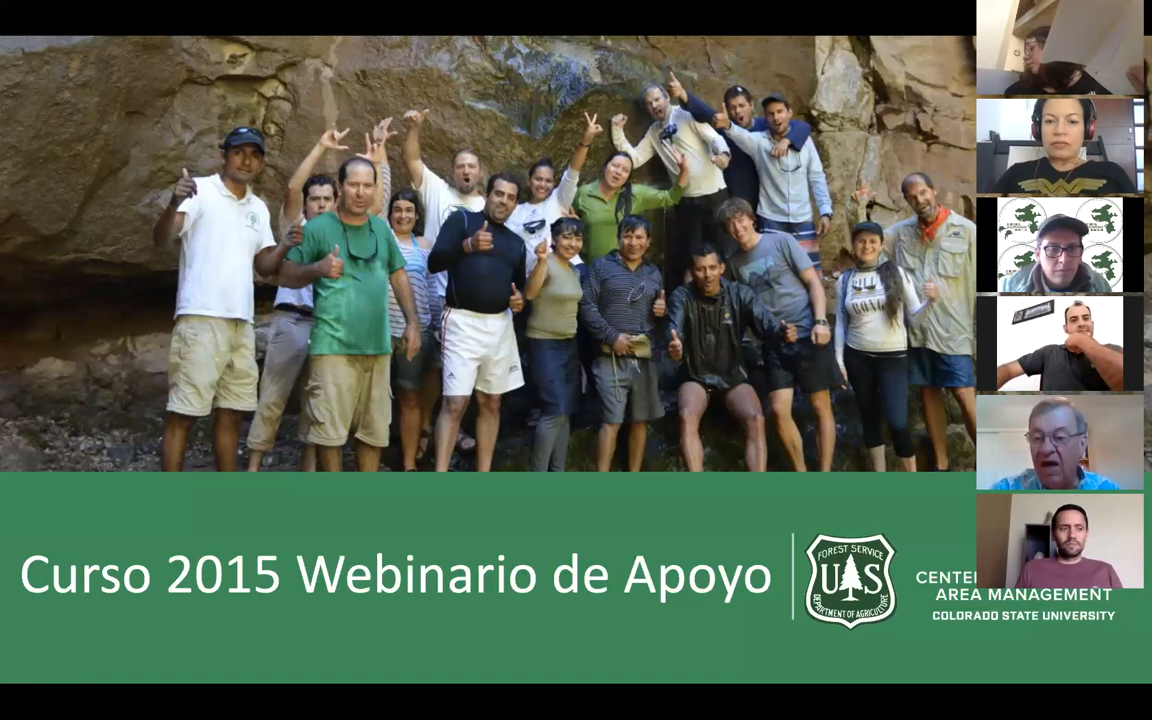 Curso 2015 Webinario de Apoyo
FOREST SERVICE
U S
DEPARTMENT OF AGRICULTURE
AREA MANAGEMENT
COLORADO STATE UNIVERSITY